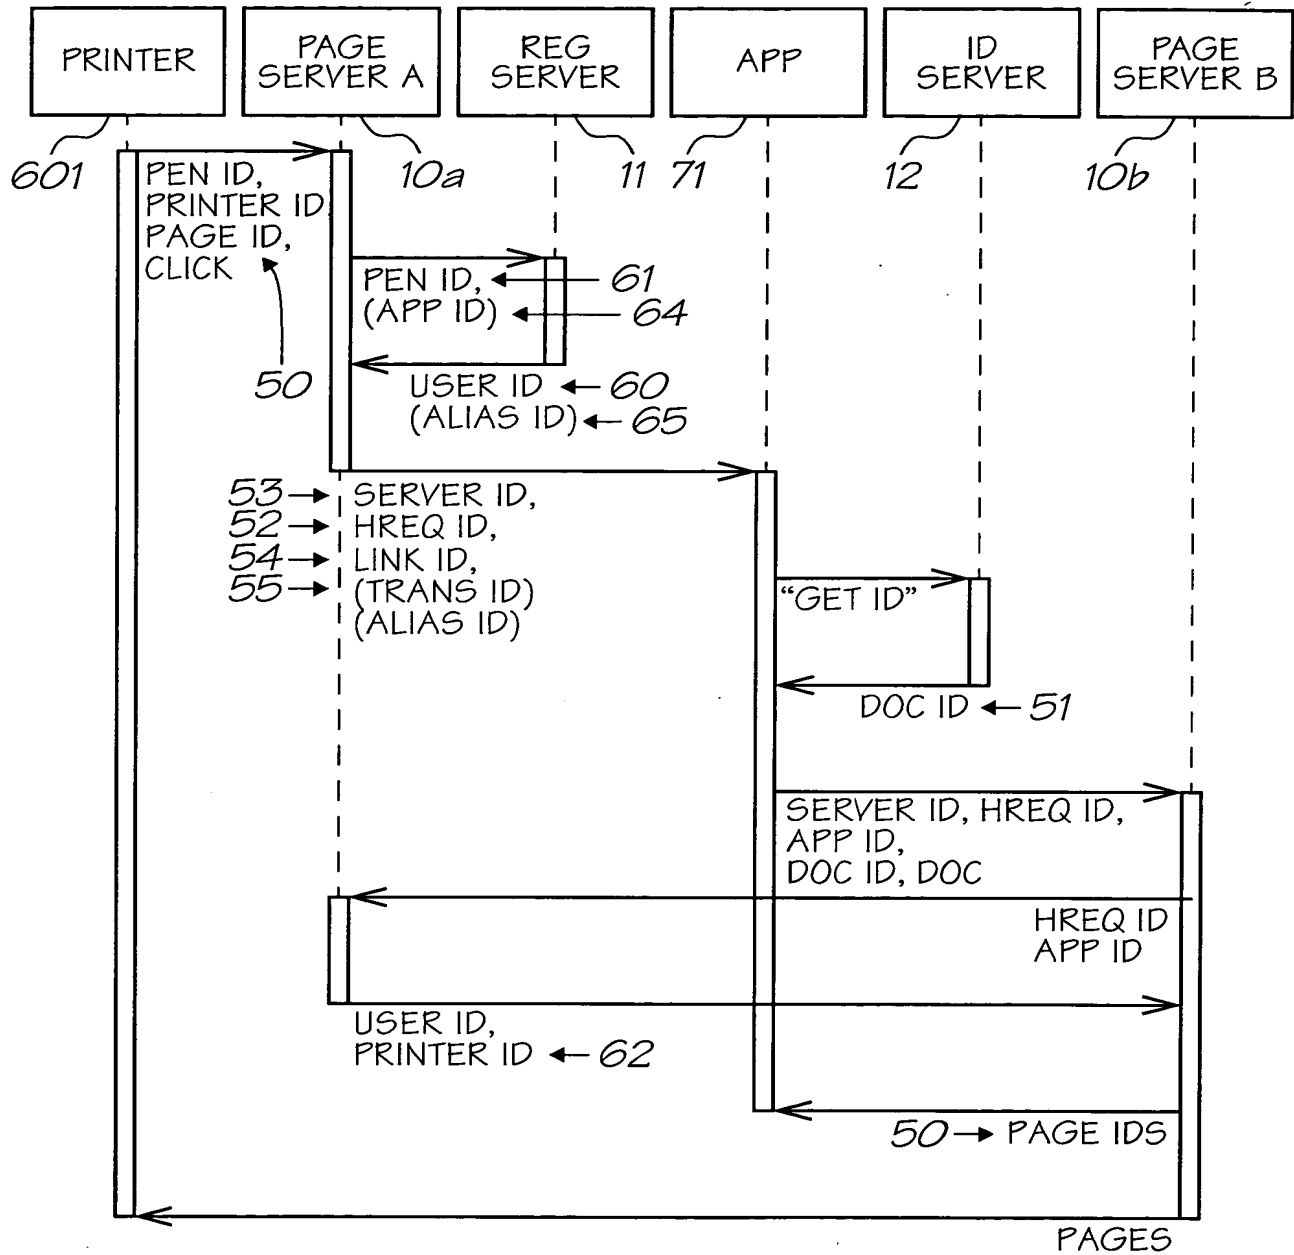 PRINTER
PAGE
SERVER A
REG
SERVER
APP
ID
SERVER
PAGE
SERVER B
601
10a
11
71
12
10b
PEN ID,
PRINTER ID
PAGE ID,
CLICK
50
PEN ID,
61
(APP ID)
64
USER ID
60
(ALIAS ID)
65
53
SERVER ID,
52
HREQ ID,
54
LINK ID,
55
(TRANS ID)
(ALIAS ID)
“GET ID”
DOC ID
51
SERVER ID, HREQ ID,
APP ID,
DOC ID, DOC
HREQ ID
APP ID
USER ID,
PRINTER ID
62
50
PAGE IDS
PAGES